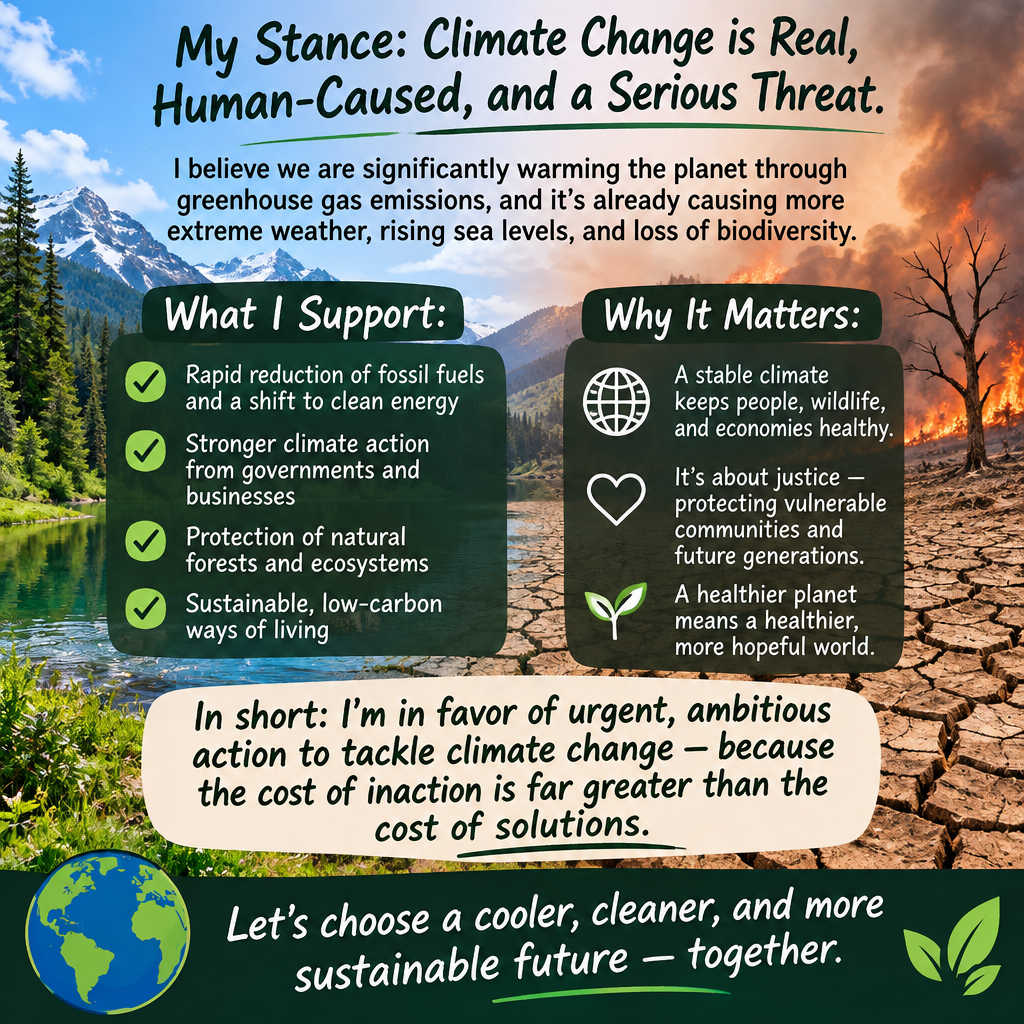 My Stance: Climate Change is Real,
Human-Caused, and a Serious Threat.
I believe we are significantly warming the planet through
greenhouse gas emissions, and it's already causing more
extreme weather, rising sea levels, and loss of biodiversity.
What I Support:
Rapid reduction of fossil fuels
and a shift to clean energy
Stronger climate action
from governments and
businesses
Protection of natural
forests and ecosystems
Sustainable, low-carbon
ways of living
Why It Matters:
A stable climate
keeps people, wildlife,
and economies healthy.
It's about justice —
protecting vulnerable
communities and
future generations.
A healthier planet
means a healthier,
more hopeful world.
In short: I'm in favor of urgent, ambitious
action to tackle climate change — because
the cost of inaction is far greater than the
cost of solutions.
Let's choose a cooler, cleaner, and more
sustainable future — together.